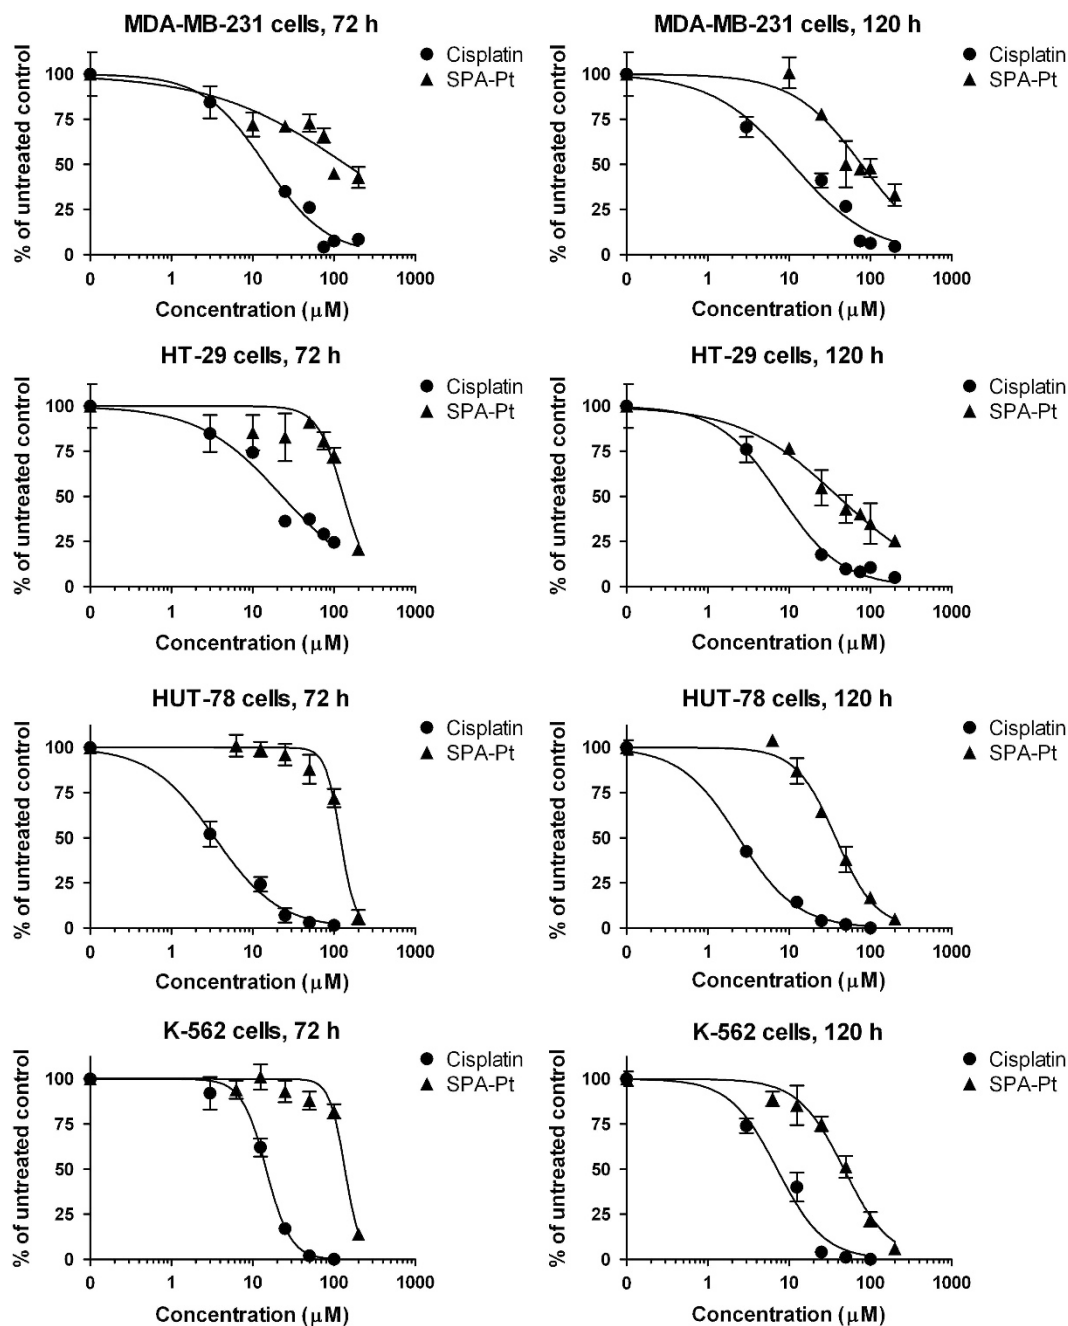 MDA-MB-231 cells, 72 h
Cisplatin
SPA-Pt
% of untreated control
100
75
50
25
0
0 1 10 100 1000
Concentration (μM)
MDA-MB-231 cells, 120 h
Cisplatin
SPA-Pt
% of untreated control
100
75
50
25
0
0 1 10 100 1000
Concentration (μM)
HT-29 cells, 72 h
Cisplatin
SPA-Pt
% of untreated control
100
75
50
25
0
0 1 10 100 1000
Concentration (μM)
HT-29 cells, 120 h
Cisplatin
SPA-Pt
% of untreated control
100
75
50
25
0
0 1 10 100 1000
Concentration (μM)
HUT-78 cells, 72 h
Cisplatin
SPA-Pt
% of untreated control
100
75
50
25
0
0 1 10 100 1000
Concentration (μM)
HUT-78 cells, 120 h
Cisplatin
SPA-Pt
% of untreated control
100
75
50
25
0
0 1 10 100 1000
Concentration (μM)
K-562 cells, 72 h
Cisplatin
SPA-Pt
% of untreated control
100
75
50
25
0
0 1 10 100 1000
Concentration (μM)
K-562 cells, 120 h
Cisplatin
SPA-Pt
% of untreated control
100
75
50
25
0
0 1 10 100 1000
Concentration (μM)